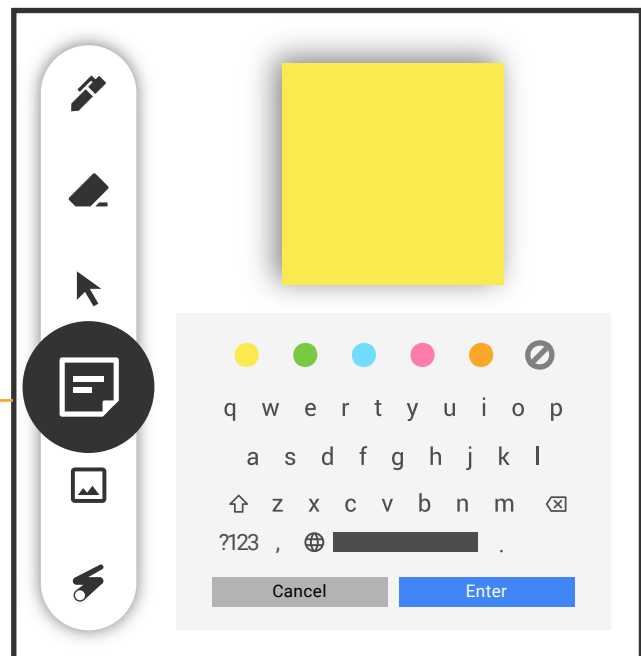 q w e r t y u i o p
a s d f g h j k l
z x c v b n m
?123 , .
Cancel Enter